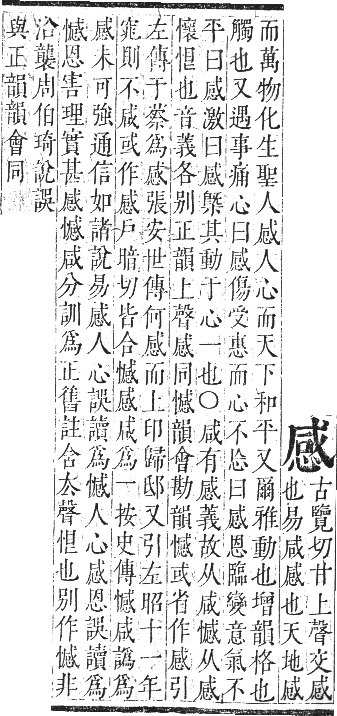 感
古覽切甘上聲交感
也易咸感也天地感
而萬物化生聖人感人心而天下和平又爾雅動也增韻格也
觸也又遇事痛心曰感傷受惠而心不忘曰感恩臨變意氣不
平曰感激曰感槩其動于心一也○咸有感義故从咸憾从感
懷怛也音義各別正韻上聲感同憾韻會勘韻憾或省作感引
左傳于蔡爲感張安世傳何感而上印歸邸又引左昭十一年
窕則不咸或作感戸暗切皆合憾感咸爲一按史傳憾咸譌爲
感未可強通信如諸說易感人心誤讀爲憾人心感恩誤讀爲
憾恩害理實甚感憾咸分訓爲正舊註合厺聲怛也別作憾非
沿襲周伯琦說誤
與正韻韻會同